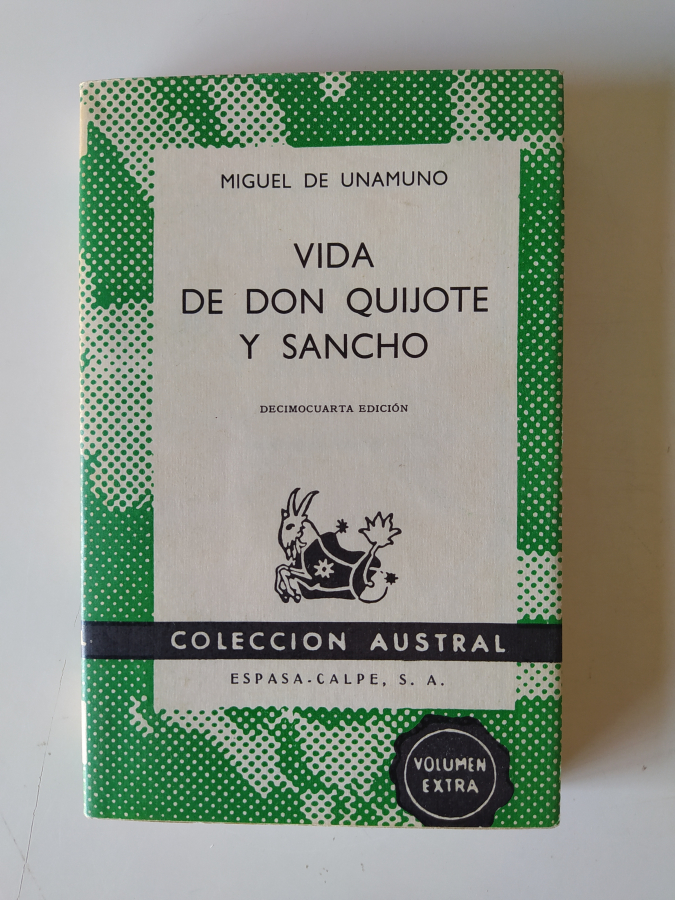 MIGUEL DE UNAMUNO
VIDA
DE DON QUIJOTE
Y SANCHO
DECIMOCUARTA EDICIÓN
COLECCION AUSTRAL
ESPASA-CALPE, S. A.
VOLUMEN
EXTRA